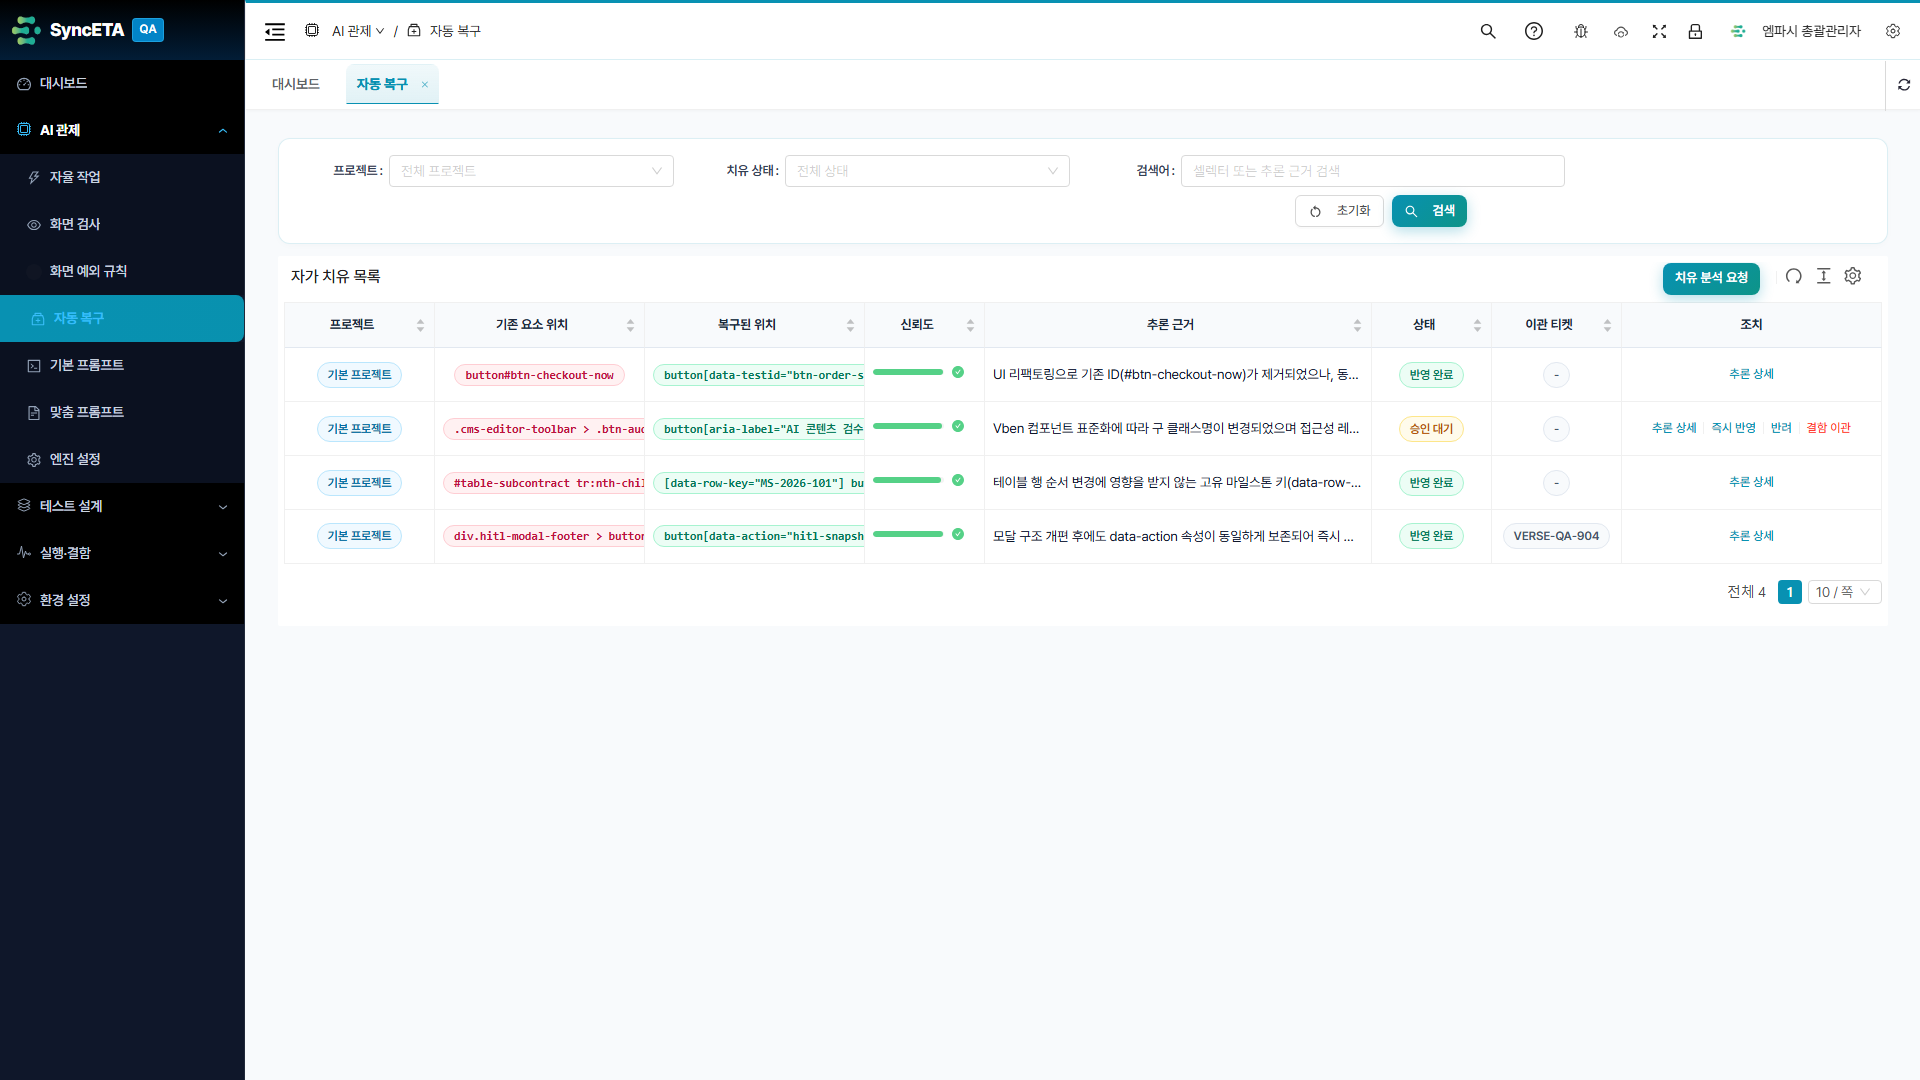 SyncETA QA
AI 관제 / 자동 복구
엠파시 총괄관리자
대시보드
AI 관제
자율 작업
화면 검사
화면 예외 규칙
자동 복구
기본 프롬프트
맞춤 프롬프트
엔진 설정
테스트 설계
실행·결함
환경 설정
대시보드 자동 복구 ×
프로젝트: 전체 프로젝트 치유 상태: 전체 상태 검색어: 셀렉터 또는 추론 근거 검색
초기화 검색
자가 치유 목록 치유 분석 요청
프로젝트 기존 요소 위치 복구된 위치 신뢰도 추론 근거 상태 이관 티켓 조치
기본 프로젝트 button#btn-checkout-now button[data-testid="btn-order-s UI 리팩토링으로 기존 ID(#btn-checkout-now)가 제거되었으나, 동... 반영 완료 - 추론 상세
기본 프로젝트 .cms-editor-toolbar > .btn-aud button[aria-label="AI 콘텐츠 검수 Vben 컴포넌트 표준화에 따라 구 클래스명이 변경되었으며 접근성 레... 승인 대기 - 추론 상세 즉시 반영 반려 결함 이관
기본 프로젝트 #table-subcontract tr:nth-chil [data-row-key="MS-2026-101"] bu 테이블 행 순서 변경에 영향을 받지 않는 고유 마일스톤 키(data-row-... 반영 완료 - 추론 상세
기본 프로젝트 div.hitl-modal-footer > button button[data-action="hitl-snapsh 모달 구조 개편 후에도 data-action 속성이 동일하게 보존되어 즉시 ... 반영 완료 VERSE-QA-904 추론 상세
전체 4 1 10 / 쪽